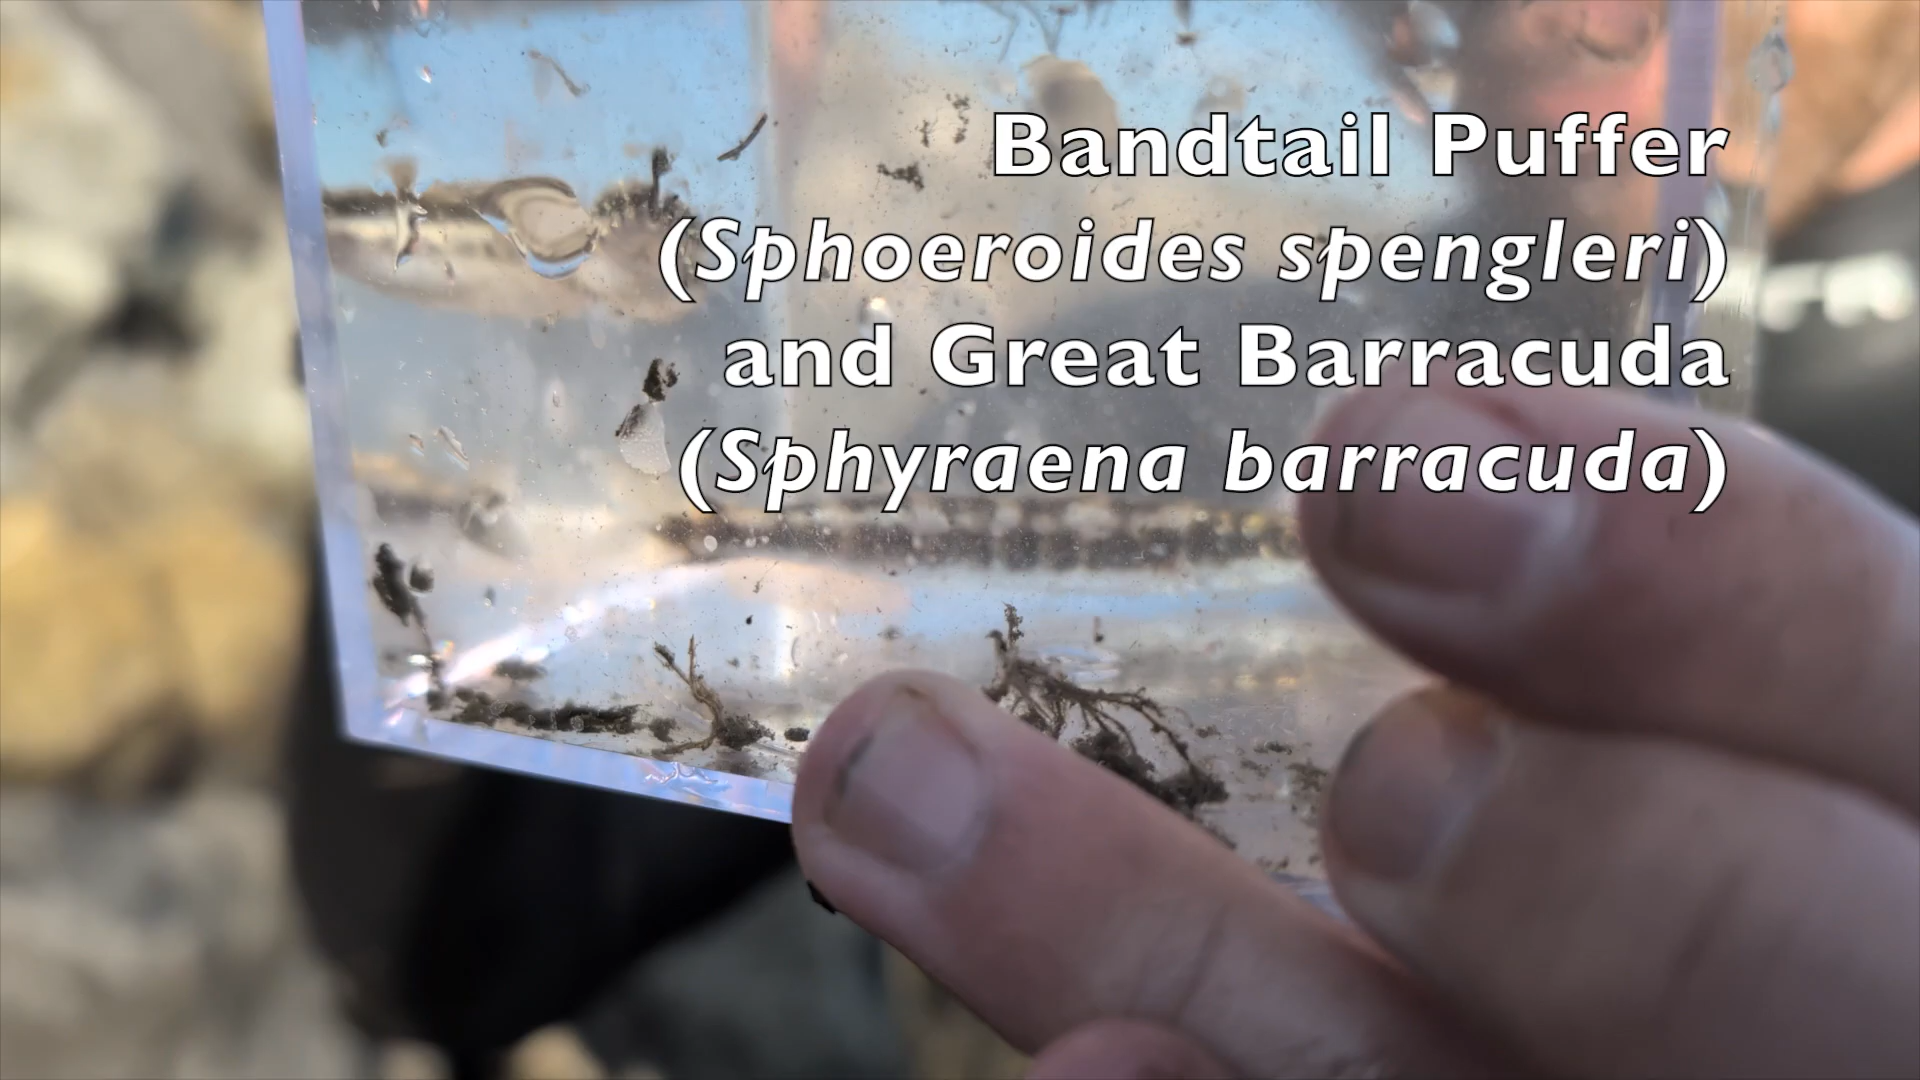 Bandtail Puffer
(Sphoeroides spengleri)
and Great Barracuda
(Sphyraena barracuda)